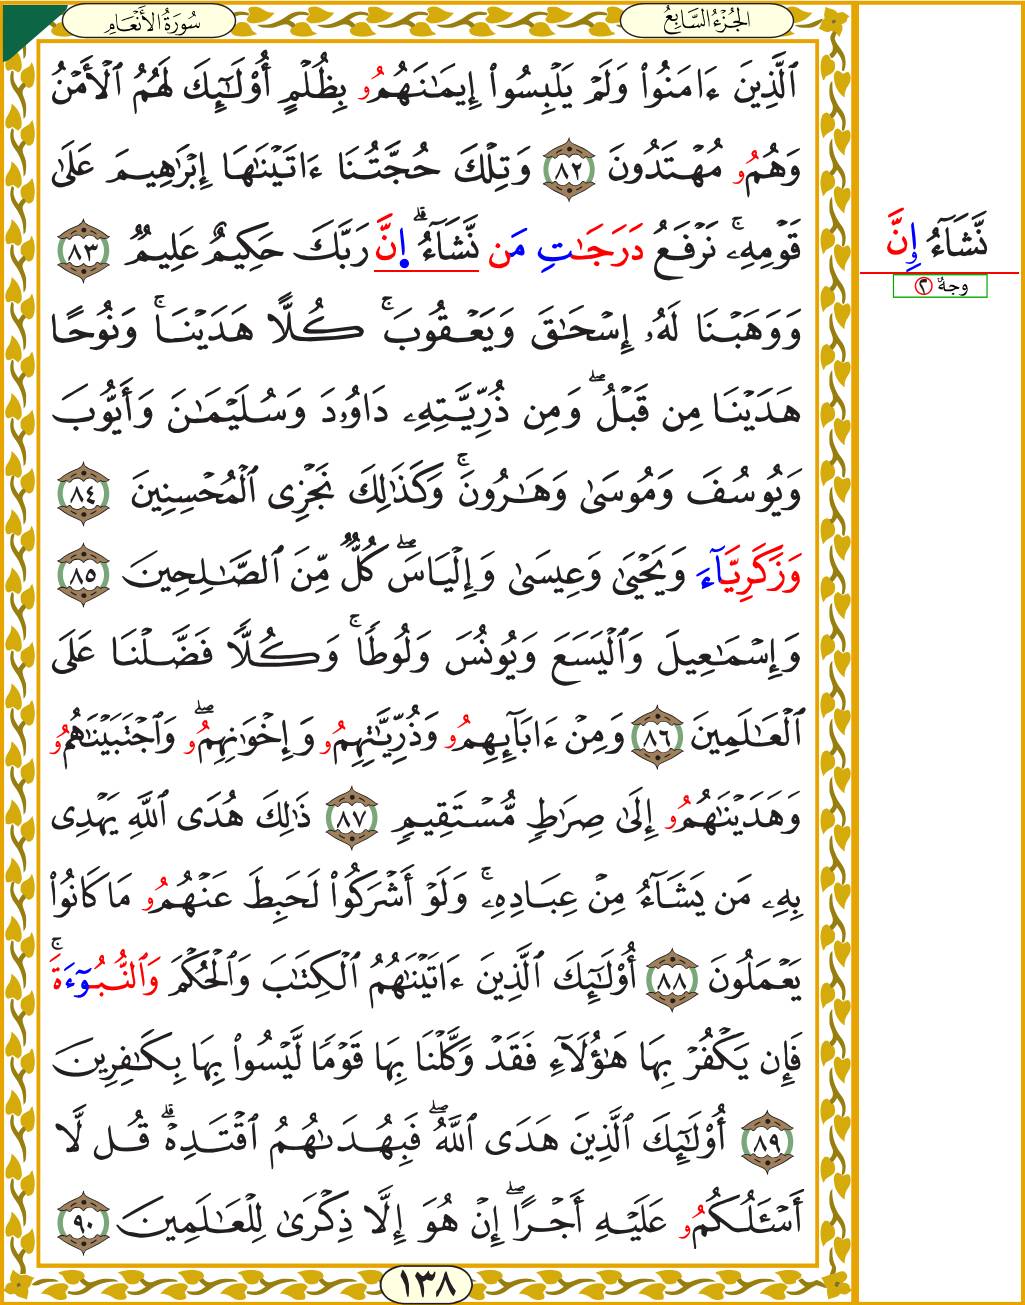 سُورَةُ الأَنْعَامِ
الجُزْءُ السَّابِعُ
ٱلَّذِينَ ءَامَنُوا۟ وَلَمْ يَلْبِسُوٓا۟ إِيمَـٰنَهُمُو بِظُلْمٍ أُو۟لَـٰٓئِكَ لَهُمُ ٱلْأَمْنُ
وَهُمُو مُهْتَدُونَ ٨٢ وَتِلْكَ حُجَّتُنَا ءَاتَيْنَـٰهَا إِبْرَٰهِيمَ عَلَىٰ
قَوْمِهِۦ ۚ نَرْفَعُ دَرَجَـٰتِ مَن نَّشَآءُ ۗ إِنَّ رَبَّكَ حَكِيمٌ عَلِيمٌ ٨٣
وَوَهَبْنَا لَهُۥ إِسْحَـٰقَ وَيَعْقُوبَ ۚ كُلًّا هَدَيْنَا ۚ وَنُوحًا
هَدَيْنَا مِن قَبْلُ ۖ وَمِن ذُرِّيَّتِهِۦ دَاوُۥدَ وَسُلَيْمَـٰنَ وَأَيُّوبَ
وَيُوسُفَ وَمُوسَىٰ وَهَـٰرُونَ ۚ وَكَذَٰلِكَ نَجْزِى ٱلْمُحْسِنِينَ ٨٤
وَزَكَرِيَّآءَ وَيَحْيَىٰ وَعِيسَىٰ وَإِلْيَاسَ ۖ كُلٌّ مِّنَ ٱلصَّـٰلِحِينَ ٨٥
وَإِسْمَـٰعِيلَ وَٱلْيَسَعَ وَيُونُسَ وَلُوطًا ۚ وَكُلًّا فَضَّلْنَا عَلَى
ٱلْعَـٰلَمِينَ ٨٦ وَمِنْ ءَابَآئِهِمُو وَذُرِّيَّـٰتِهِمُو وَإِخْوَٰنِهِمُو ۖ وَٱجْتَبَيْنَـٰهُمُو
وَهَدَيْنَـٰهُمُو إِلَىٰ صِرَٰطٍ مُّسْتَقِيمٍ ٨٧ ذَٰلِكَ هُدَى ٱللَّهِ يَهْدِى
بِهِۦ مَن يَشَآءُ مِنْ عِبَادِهِۦ ۚ وَلَوْ أَشْرَكُوا۟ لَحَبِطَ عَنْهُمُو مَا كَانُوا۟
يَعْمَلُونَ ٨٨ أُو۟لَـٰٓئِكَ ٱلَّذِينَ ءَاتَيْنَـٰهُمُ ٱلْكِتَـٰبَ وَٱلْحُكْمَ وَٱلنُّبُوٓءَةَ ۚ
فَإِن يَكْفُرْ بِهَا هَـٰٓؤُلَآءِ فَقَدْ وَكَّلْنَا بِهَا قَوْمًا لَّيْسُوا۟ بِهَا بِكَـٰفِرِينَ
٨٩ أُو۟لَـٰٓئِكَ ٱلَّذِينَ هَدَى ٱللَّهُ ۖ فَبِهُدَىٰهُمُ ٱقْتَدِهْ ۗ قُل لَّا
أَسْـَٔلُكُمُو عَلَيْهِ أَجْرًا ۖ إِنْ هُوَ إِلَّا ذِكْرَىٰ لِلْعَـٰلَمِينَ ٩٠
١٣٨
نَّشَآءُ وِنَّ
وجهٌ ٢